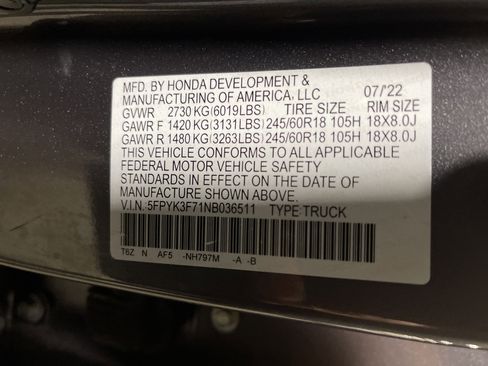 MFD. BY HONDA DEVELOPMENT &
MANUFACTURING OF AMERICA, LLC 07/'22
GVWR 2730 KG(6019LBS) TIRE SIZE RIM SIZE
GAWR F 1420 KG(3131LBS) 245/60R18 105H 18X8.0J
GAWR R 1480 KG(3263LBS) 245/60R18 105H 18X8.0J
THIS VEHICLE CONFORMS TO ALL APPLICABLE
FEDERAL MOTOR VEHICLE SAFETY
STANDARDS IN EFFECT ON THE DATE OF
MANUFACTURE SHOWN ABOVE.
V.I.N.:5FPYK3F71NB036511 TYPE:TRUCK
T6Z N AF5 -NH797M -A -B